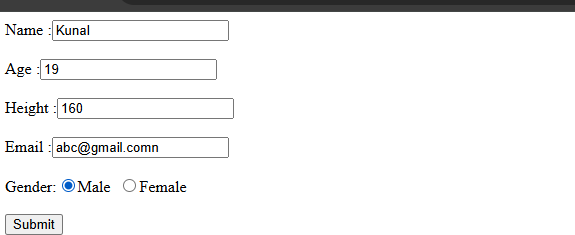 Name :Kunal
Age :19
Height :160
Email :abc@gmail.comn
Gender: Male Female
Submit